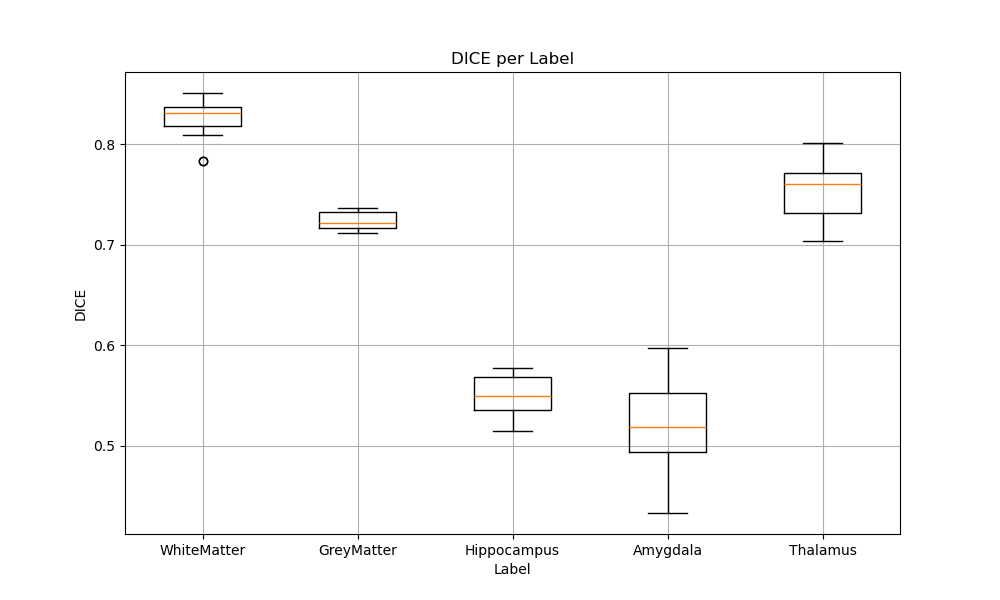 DICE per Label
DICE
0.8
0.7
0.6
0.5
WhiteMatter GreyMatter Hippocampus Amygdala Thalamus
Label